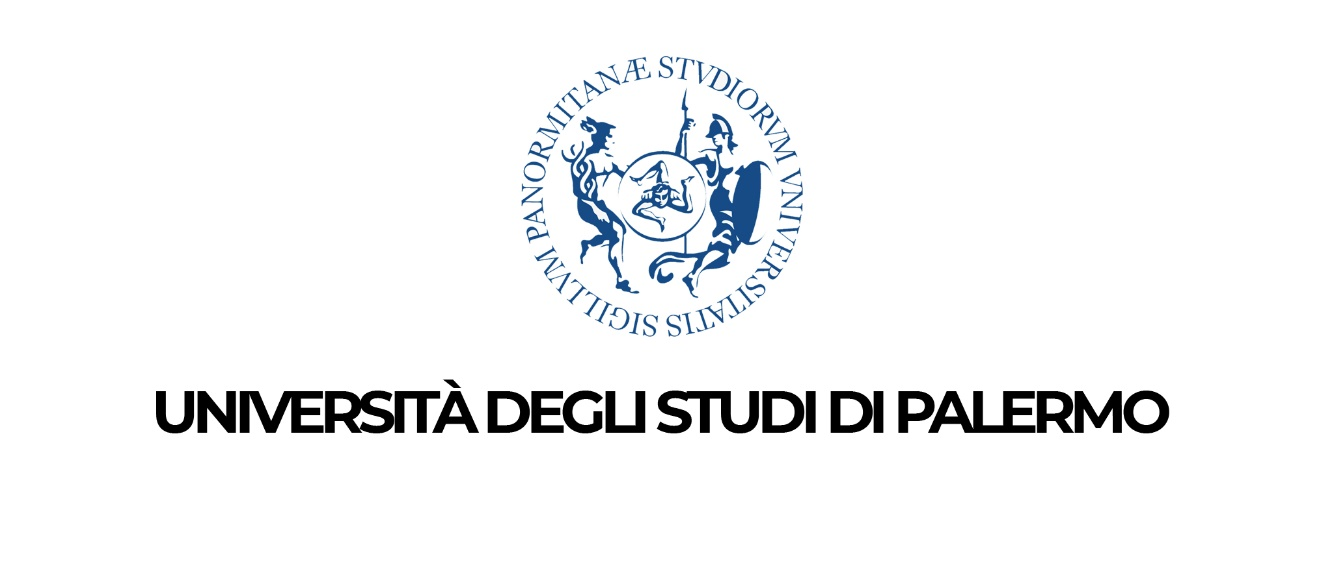 SIGILLVM PANORMITANÆ STVDIORVM VNIVERSITATIS
UNIVERSITÀ DEGLI STUDI DI PALERMO